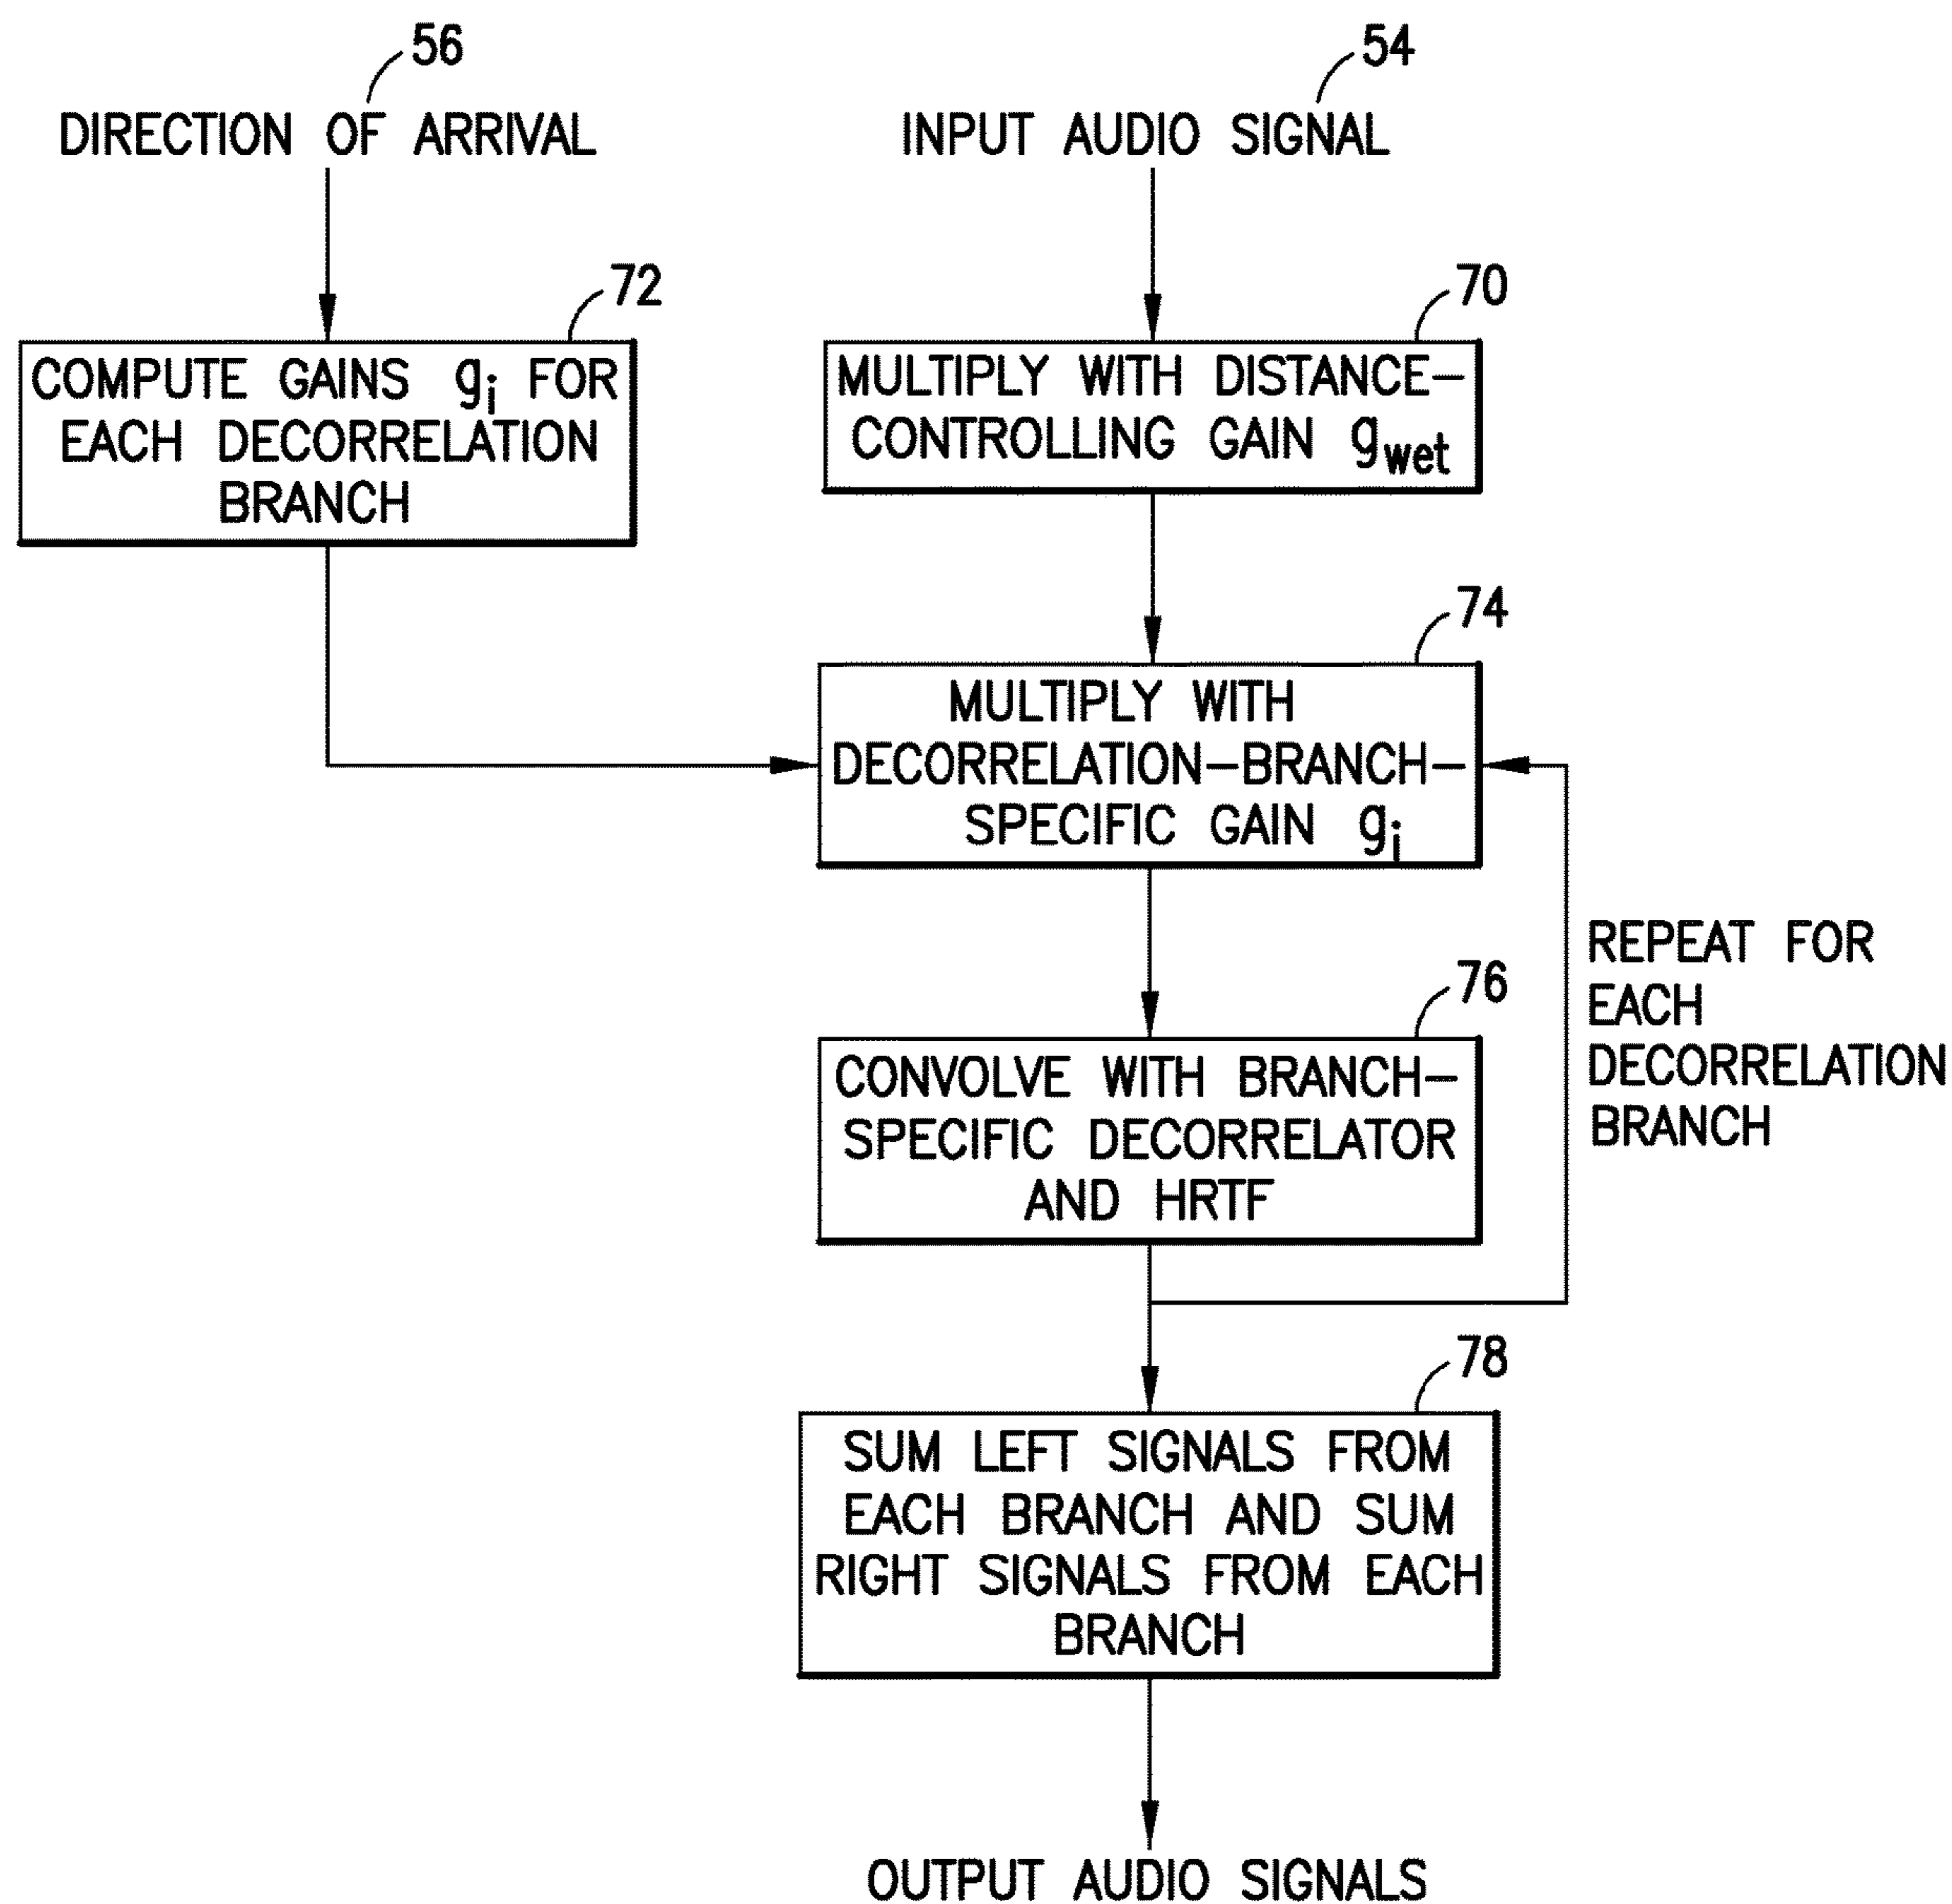 56
DIRECTION OF ARRIVAL
54
INPUT AUDIO SIGNAL
72
COMPUTE GAINS gi FOR
EACH DECORRELATION
BRANCH
70
MULTIPLY WITH DISTANCE-
CONTROLLING GAIN gwet
74
MULTIPLY WITH
DECORRELATION-BRANCH-
SPECIFIC GAIN gi
REPEAT FOR
EACH
DECORRELATION
BRANCH
76
CONVOLVE WITH BRANCH-
SPECIFIC DECORRELATOR
AND HRTF
78
SUM LEFT SIGNALS FROM
EACH BRANCH AND SUM
RIGHT SIGNALS FROM EACH
BRANCH
OUTPUT AUDIO SIGNALS